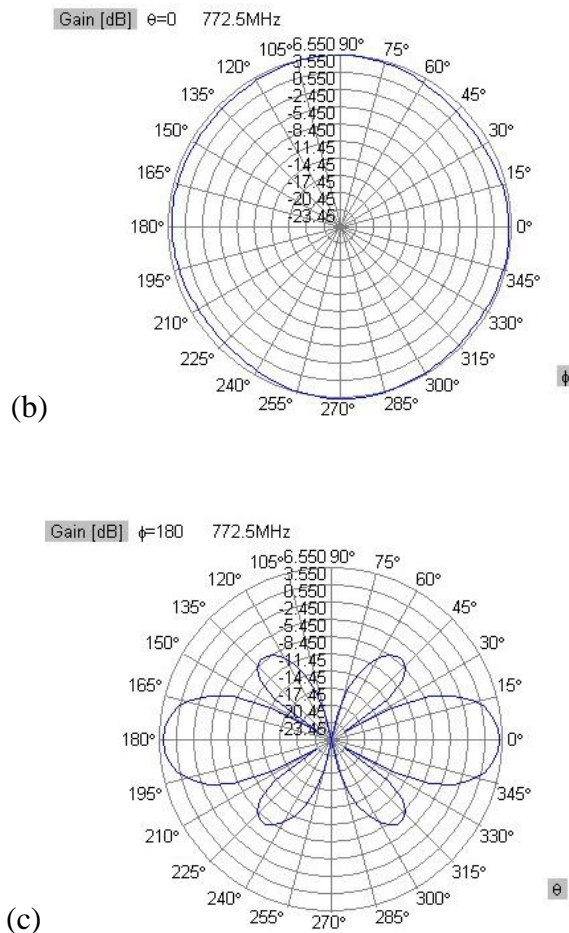 Gain [dB] θ=0 772.5MHz
105° 6.550 90° 75°
120° 3.550 60°
0.550
135° -2.450 45°
-5.450
150° -8.450 30°
-11.45
165° -14.45 15°
-17.45
-20.45
-23.45
180° 0°
195° 345°
210° 330°
225° 315°
240° 300°
255° 270° 285°
ϕ
(b)
Gain [dB] ϕ=180 772.5MHz
105° 6.550 90° 75°
120° 3.550 60°
0.550
135° -2.450 45°
-5.450
150° -8.450 30°
-11.45
165° -14.45 15°
-17.45
-20.45
-23.45
180° 0°
195° 345°
210° 330°
225° 315°
240° 300°
255° 270° 285°
θ
(c)